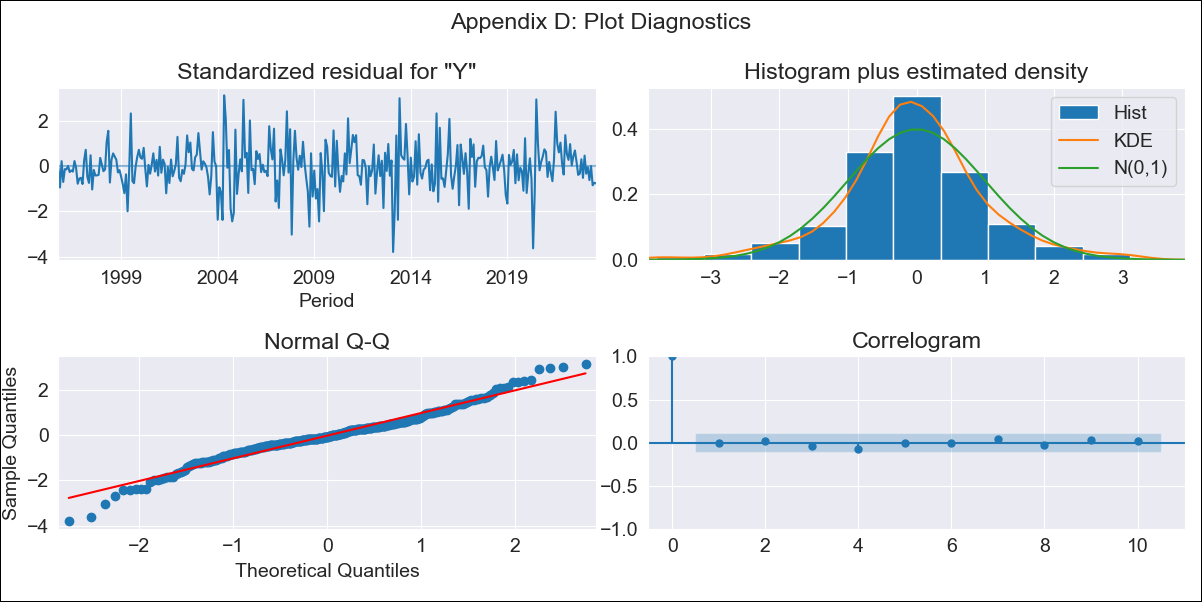 Appendix D: Plot Diagnostics
Standardized residual for "Y"
2
0
−2
−4
1999 2004 2009 2014 2019
Period
Histogram plus estimated density
0.4
0.2
0.0
−3 −2 −1 0 1 2 3
Hist
KDE
N(0,1)
Normal Q-Q
Sample Quantiles
2
0
−2
−4
−2 −1 0 1 2
Theoretical Quantiles
Correlogram
1.0
0.5
0.0
−0.5
−1.0
0 2 4 6 8 10